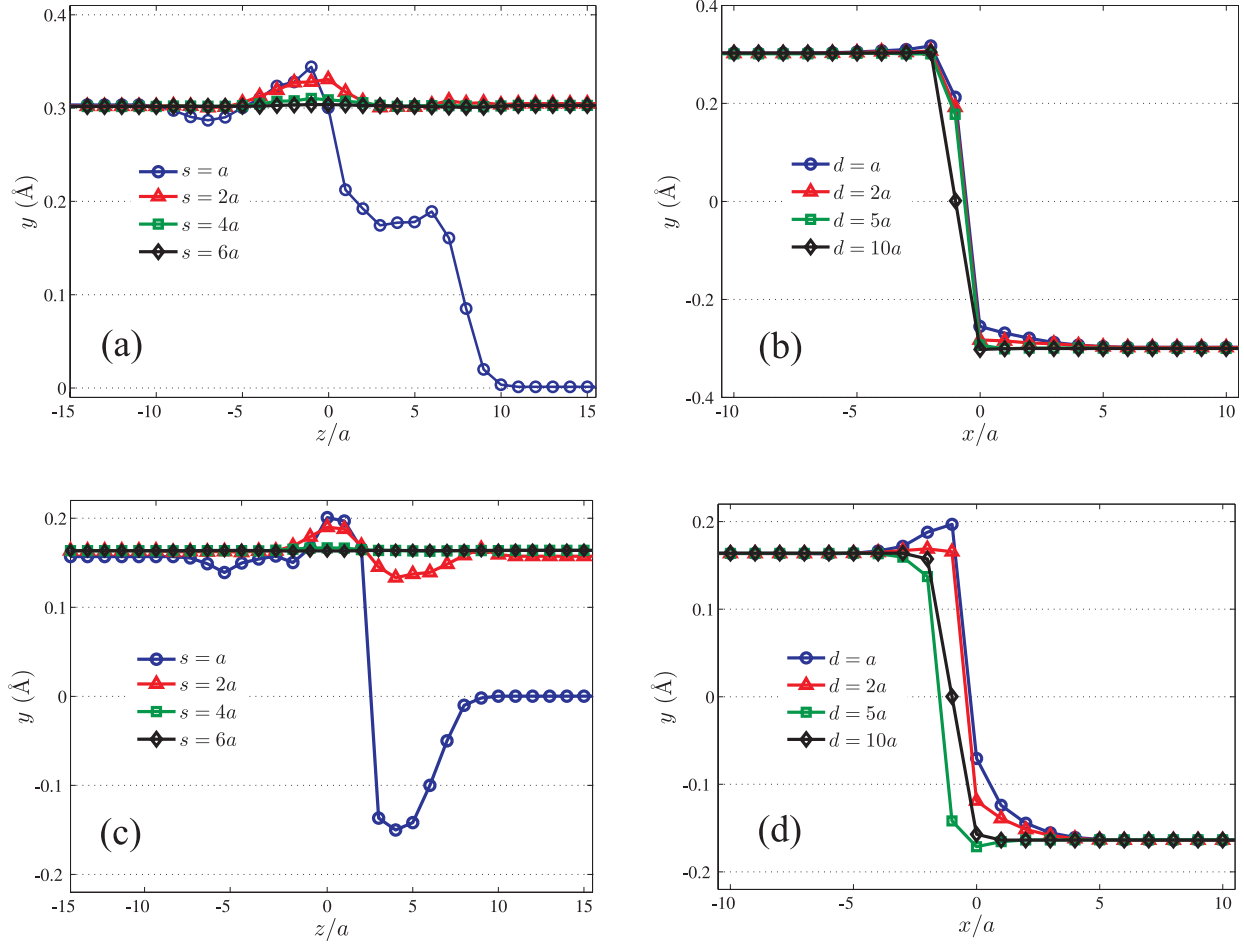 0.4
0.3
0.2
0.1
0
y (Å)
-15
-10
-5
0
5
10
15
z/a
s = a
s = 2a
s = 4a
s = 6a
(a)
0.4
0.2
0
-0.2
-0.4
y (Å)
-10
-5
0
5
10
x/a
d = a
d = 2a
d = 5a
d = 10a
(b)
0.2
0.1
0
-0.1
-0.2
y (Å)
-15
-10
-5
0
5
10
15
z/a
s = a
s = 2a
s = 4a
s = 6a
(c)
0.2
0.1
0
-0.1
-0.2
y (Å)
-10
-5
0
5
10
x/a
d = a
d = 2a
d = 5a
d = 10a
(d)